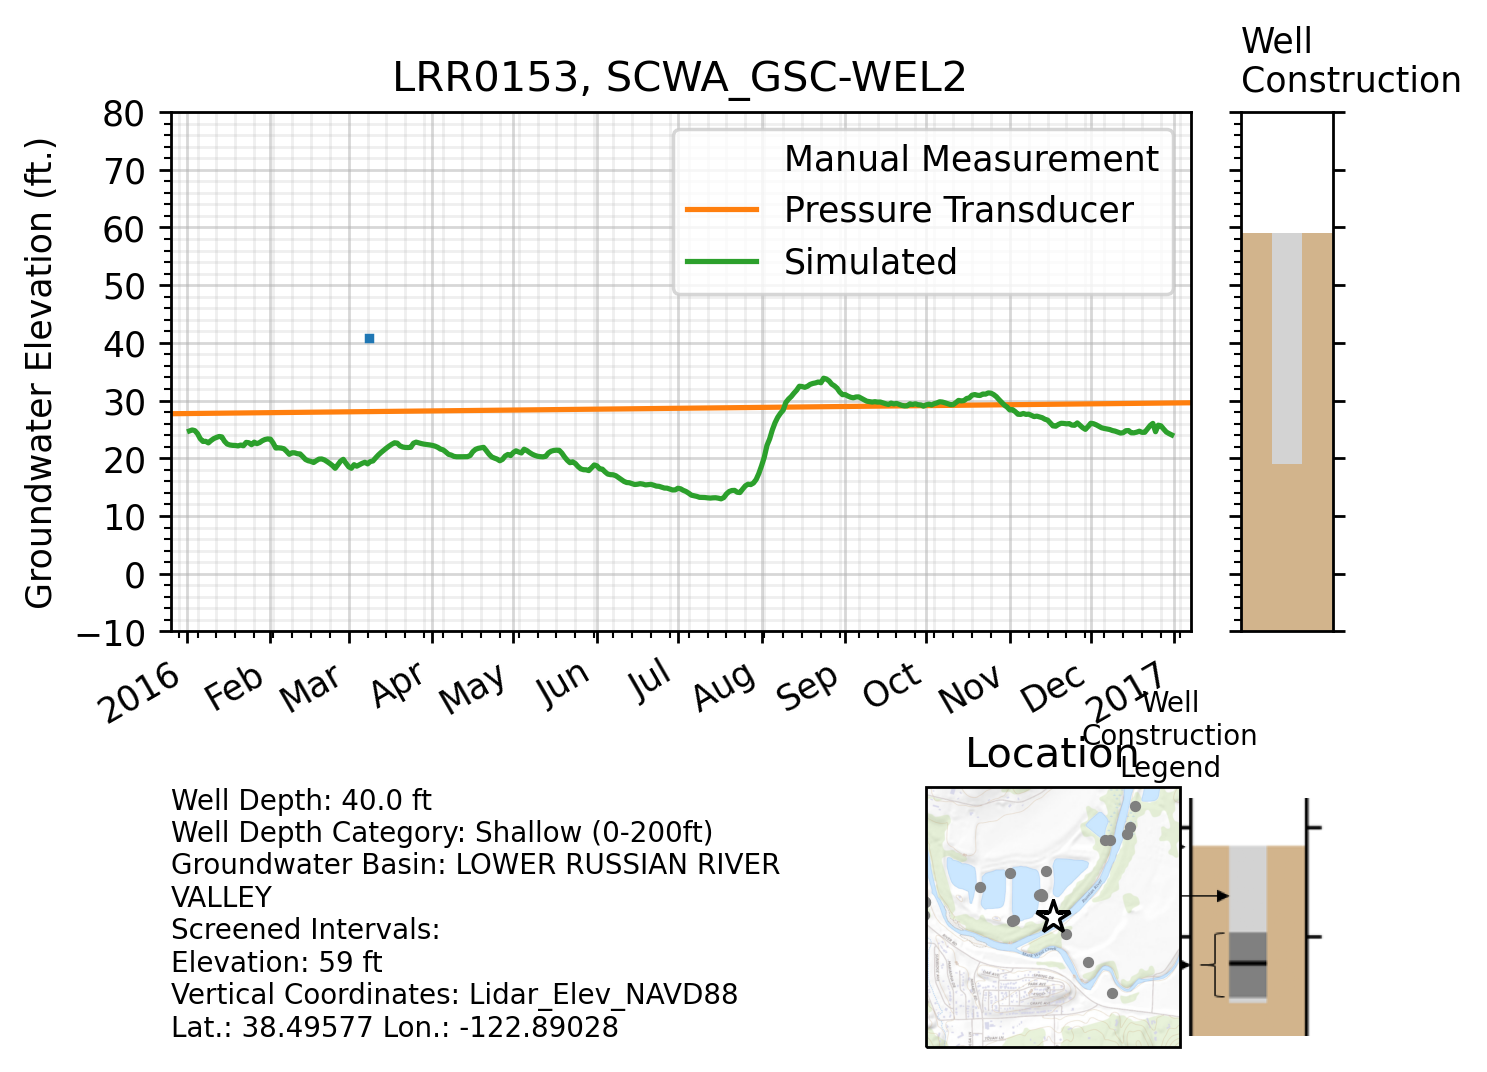 Well
Construction
LRR0153, SCWA_GSC-WEL2
Groundwater Elevation (ft.)
80
70
60
50
40
30
20
10
0
−10
Manual Measurement
Pressure Transducer
Simulated
2016
Feb
Mar
Apr
May
Jun
Jul
Aug
Sep
Oct
Nov
Dec
2017
Well
Construction
Legend
Location
Well Depth: 40.0 ft
Well Depth Category: Shallow (0-200ft)
Groundwater Basin: LOWER RUSSIAN RIVER
VALLEY
Screened Intervals:
Elevation: 59 ft
Vertical Coordinates: Lidar_Elev_NAVD88
Lat.: 38.49577 Lon.: -122.89028